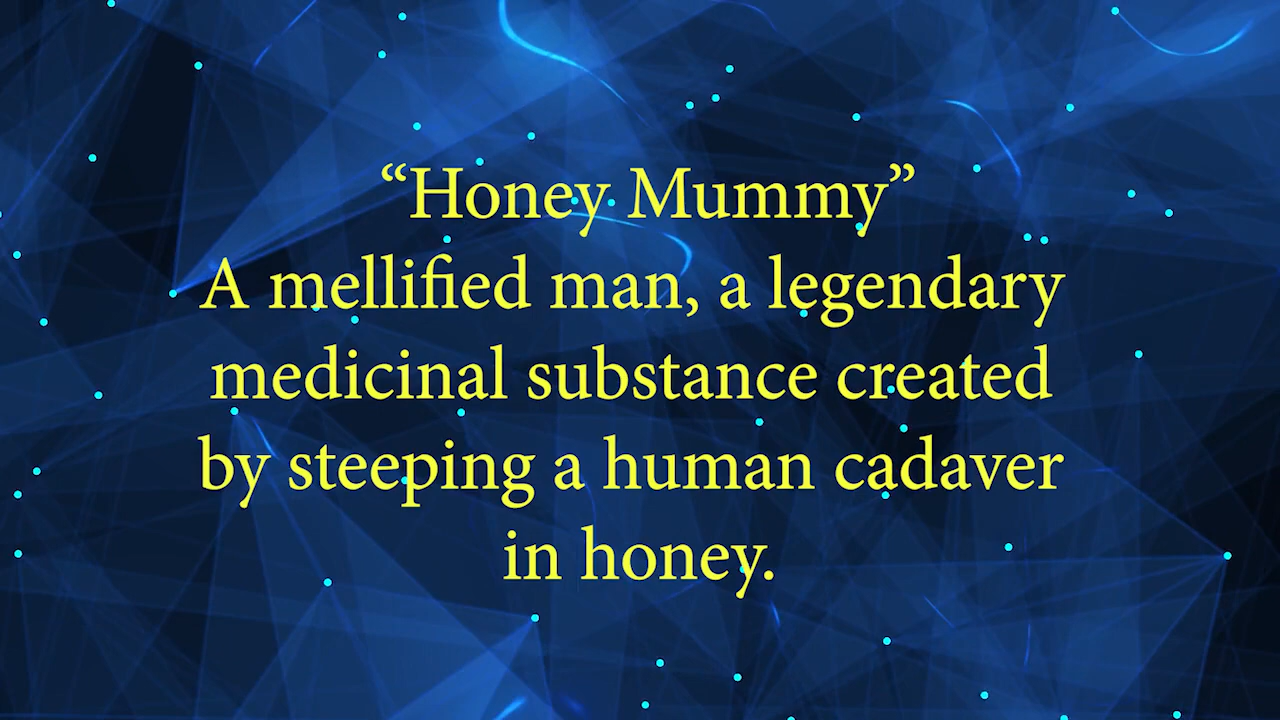 “Honey Mummy”
A mellified man, a legendary
medicinal substance created
by steeping a human cadaver
in honey.